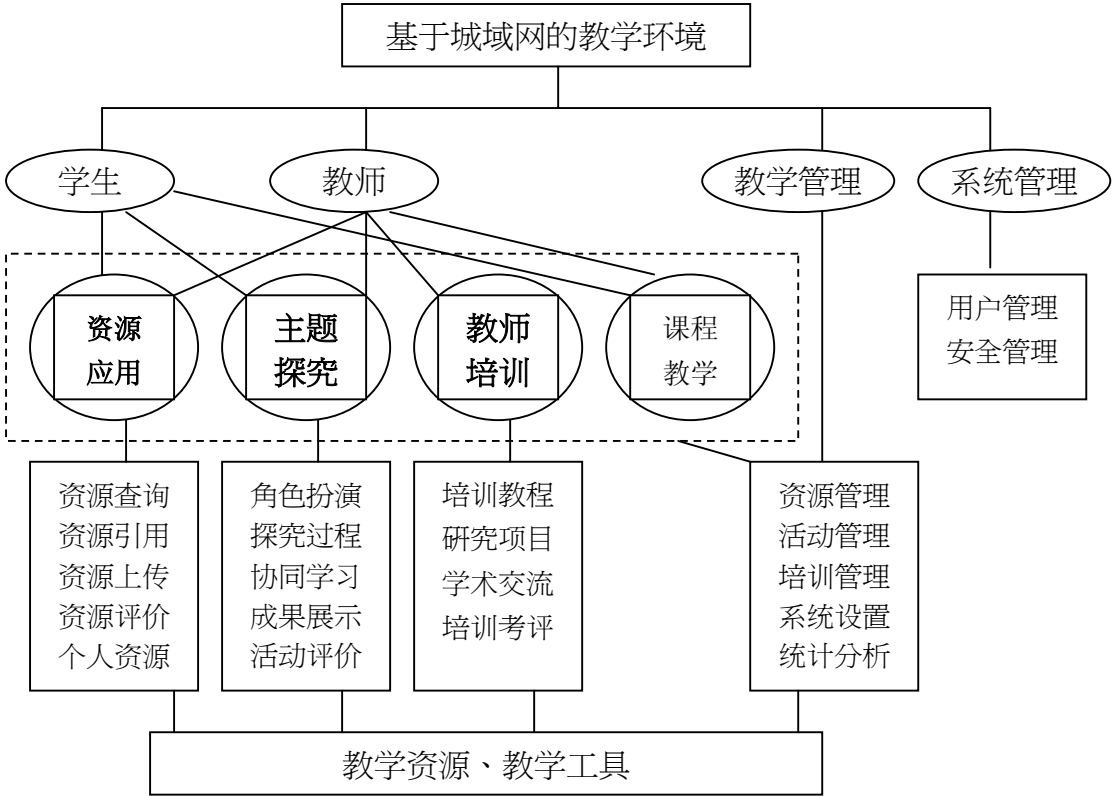 基于城域网的教学环境
学生
教师
教学管理
系统管理
资源
应用
主题
探究
教师
培训
课程
教学
用户管理
安全管理
资源查询
资源引用
资源上传
资源评价
个人资源
角色扮演
探究过程
协同学习
成果展示
活动评价
培训教程
研究项目
学术交流
培训考评
资源管理
活动管理
培训管理
系统设置
统计分析
教学资源、教学工具